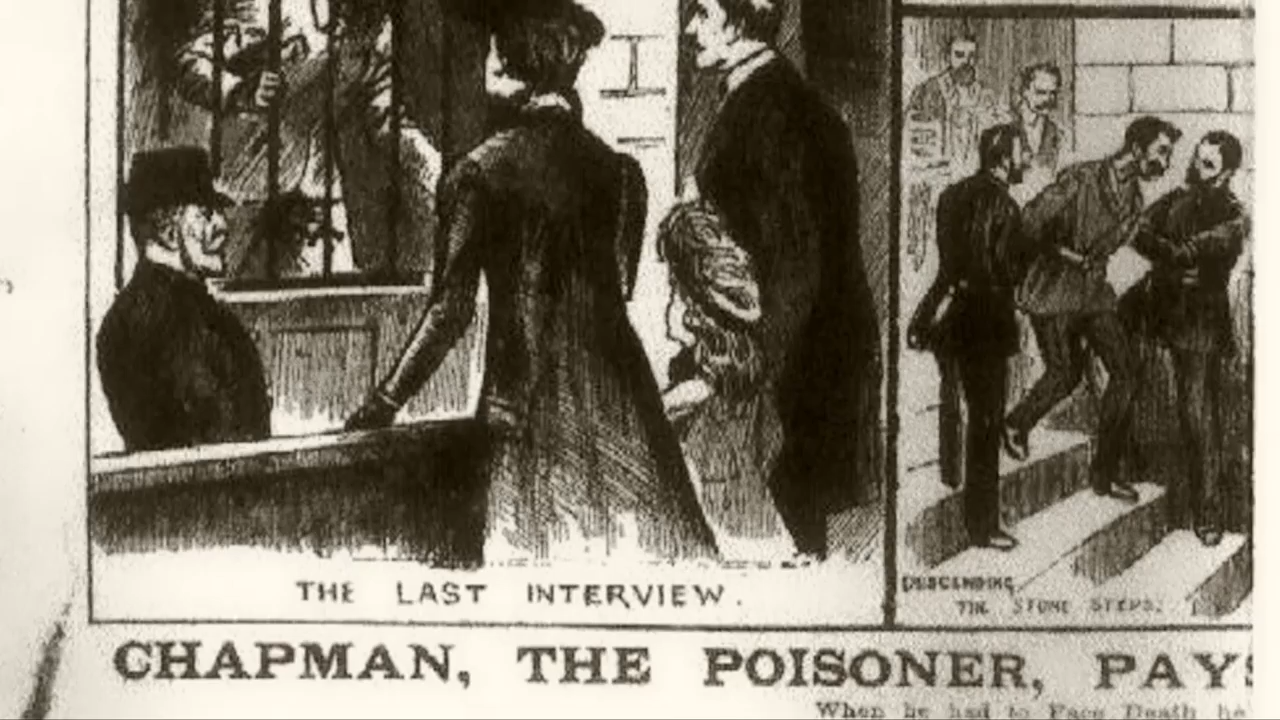 THE LAST INTERVIEW.
DESCENDING
THE STONE STEPS.
CHAPMAN, THE POISONER, PAYS
When he had to Face Death he